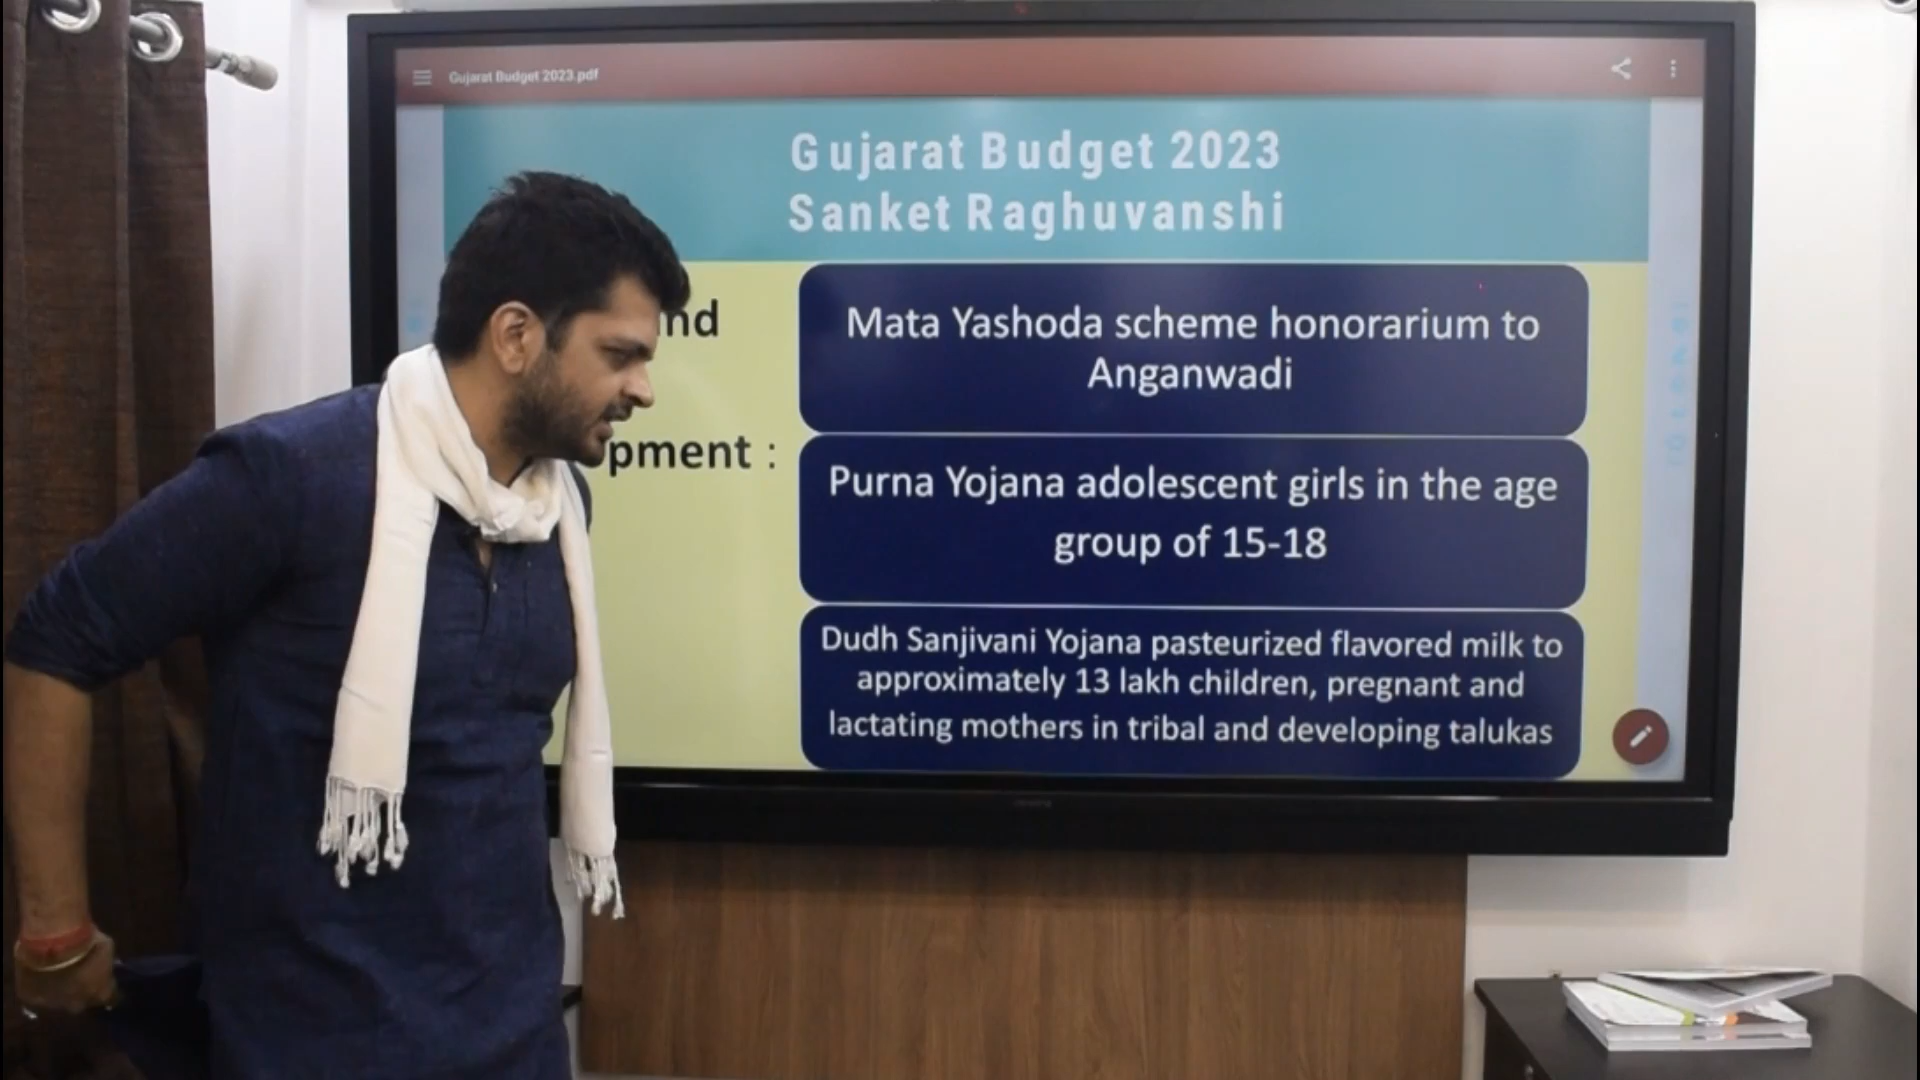 Gujarat Budget 2023.pdf
Gujarat Budget 2023
Sanket Raghuvanshi
Mata Yashoda scheme honorarium to
Anganwadi
Purna Yojana adolescent girls in the age
group of 15-18
Dudh Sanjivani Yojana pasteurized flavored milk to
approximately 13 lakh children, pregnant and
lactating mothers in tribal and developing talukas